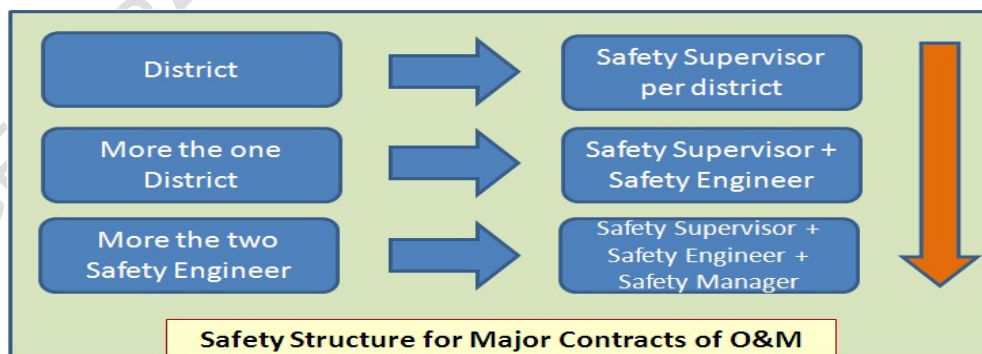 District
Safety Supervisor
per district
More the one
District
Safety Supervisor +
Safety Engineer
More the two
Safety Engineer
Safety Supervisor +
Safety Engineer +
Safety Manager
Safety Structure for Major Contracts of O&M